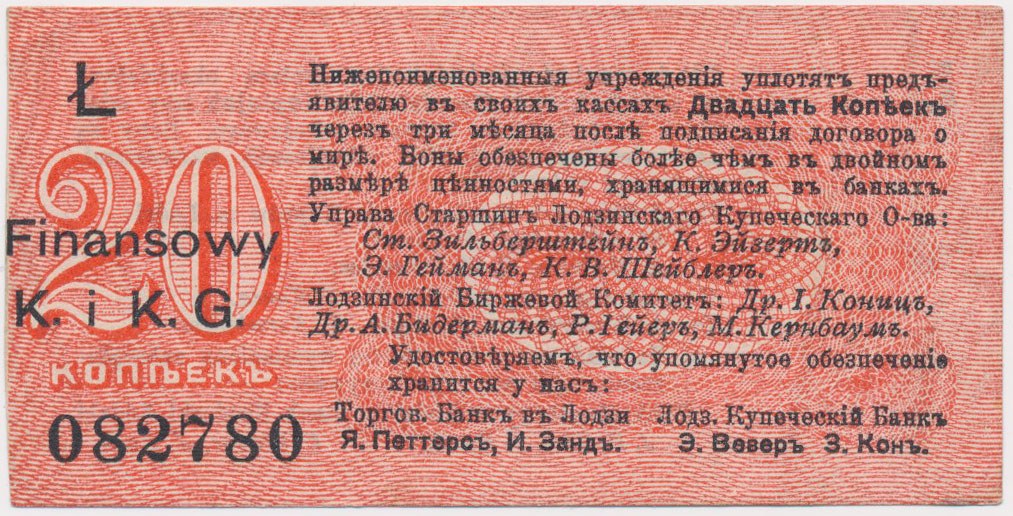 Ł
20
Finansowy
K. i K. G.
КОПѢЕКЪ
082780
Нижепоименованныя учрежденія уплотятъ предъ-
явителю въ своихъ кассахъ Двадцать Копѣекъ
черезъ три мѣсяца послѣ подписанія договора о
мирѣ. Боны обезпечены болѣе чѣмъ въ двойномъ
размѣрѣ цѣнностями, хранящимися въ банкахъ.
Управа Старшинъ Лодзинскаго Купеческаго О-ва:
Ст. Зильберштейнъ, К. Эйзертъ,
Э. Гейманъ, К. В. Шейблеръ.
Лодзинскій Биржевой Комитетъ: Др. І. Коницъ,
Др. А. Бидерманъ, Р. Гейеръ, М. Кернбаумъ.
Удостовѣряемъ, что упомянутое обезпеченіе
хранится у насъ:
Торгов. Банкъ въ Лодзи Лодз. Купеческій Банкъ
Я. Петтерсъ, И. Зандъ. Э. Веверъ З. Конъ.